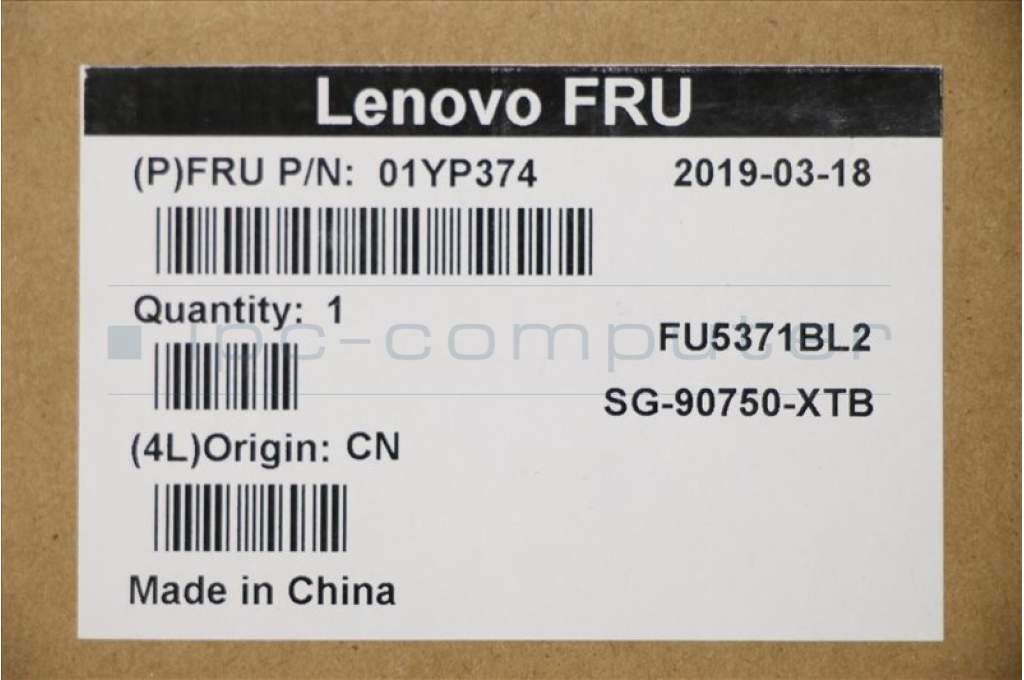 Lenovo FRU
(P)FRU P/N: 01YP374 2019-03-18
Quantity: 1
ipc-computer
FU5371BL2
SG-90750-XTB
(4L)Origin: CN
Made in China